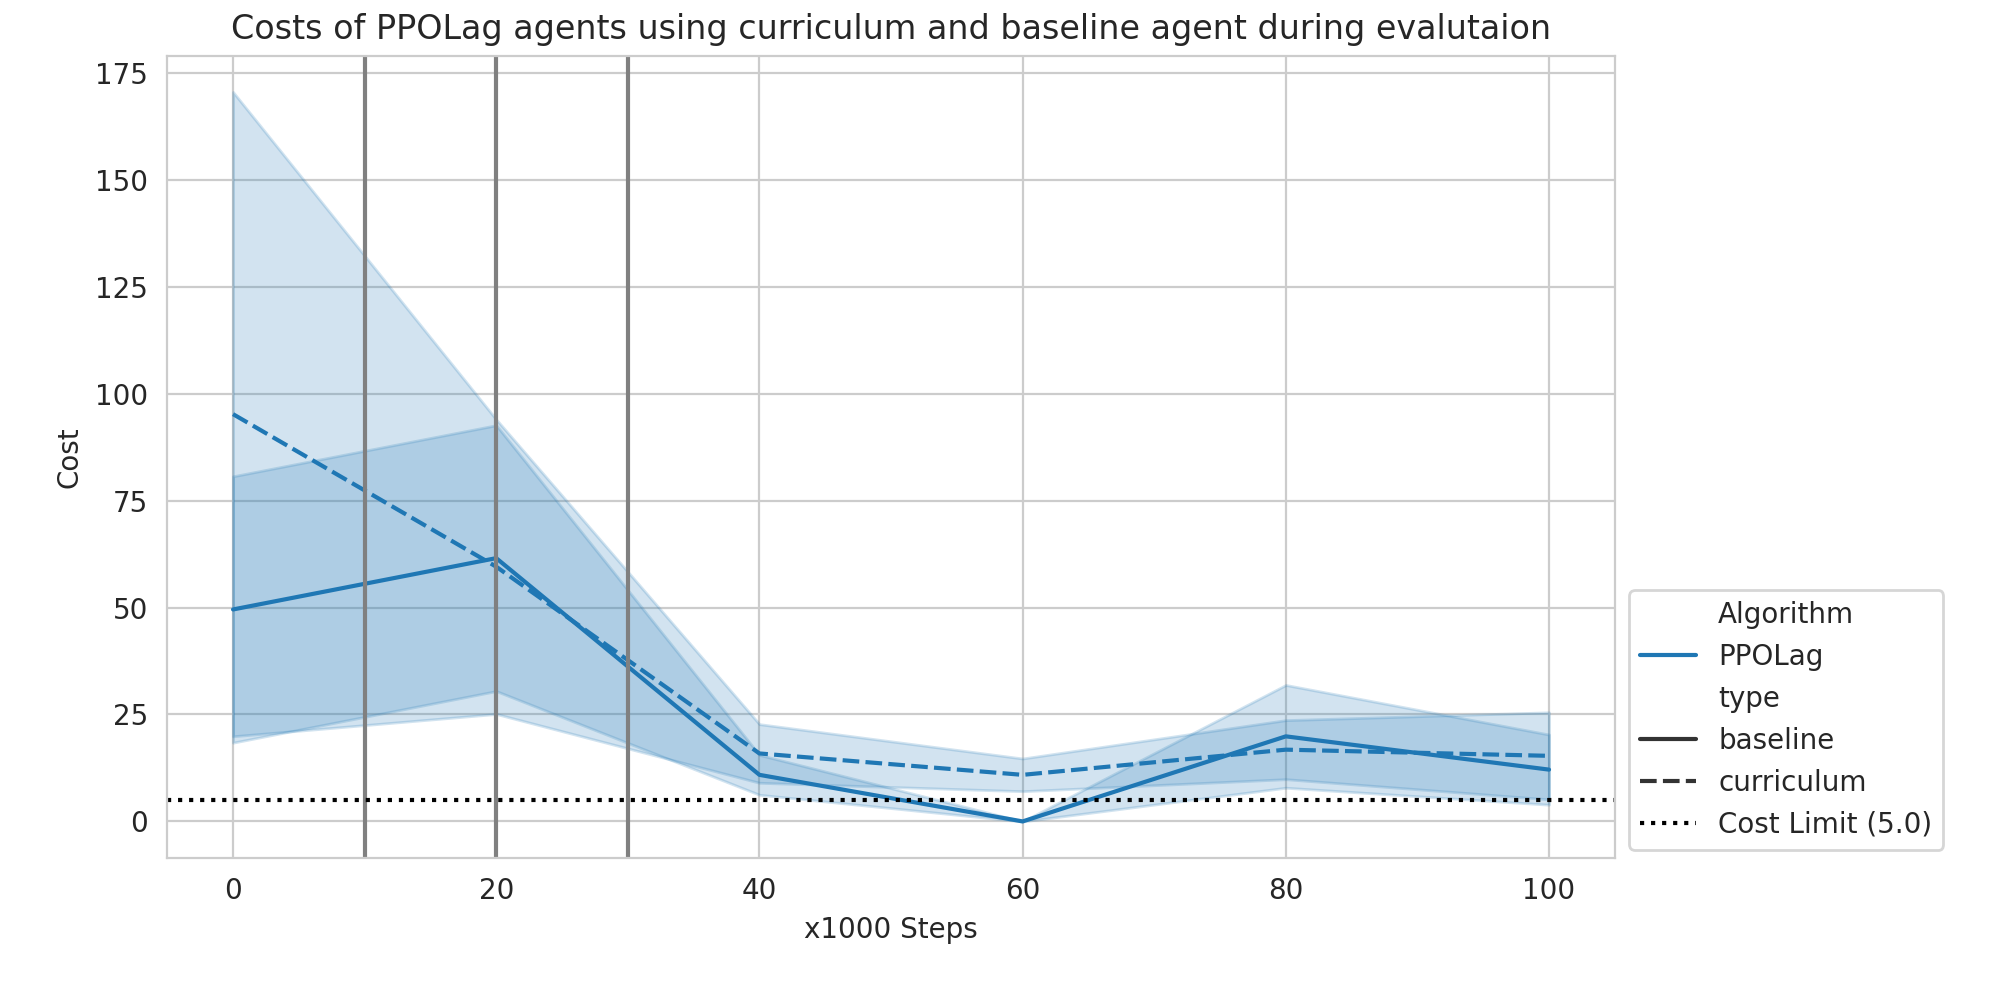 Costs of PPOLag agents using curriculum and baseline agent during evalutaion
175
150
125
100
75
50
25
0
Cost
0 20 40 60 80 100
x1000 Steps
Algorithm
PPOLag
type
baseline
curriculum
Cost Limit (5.0)